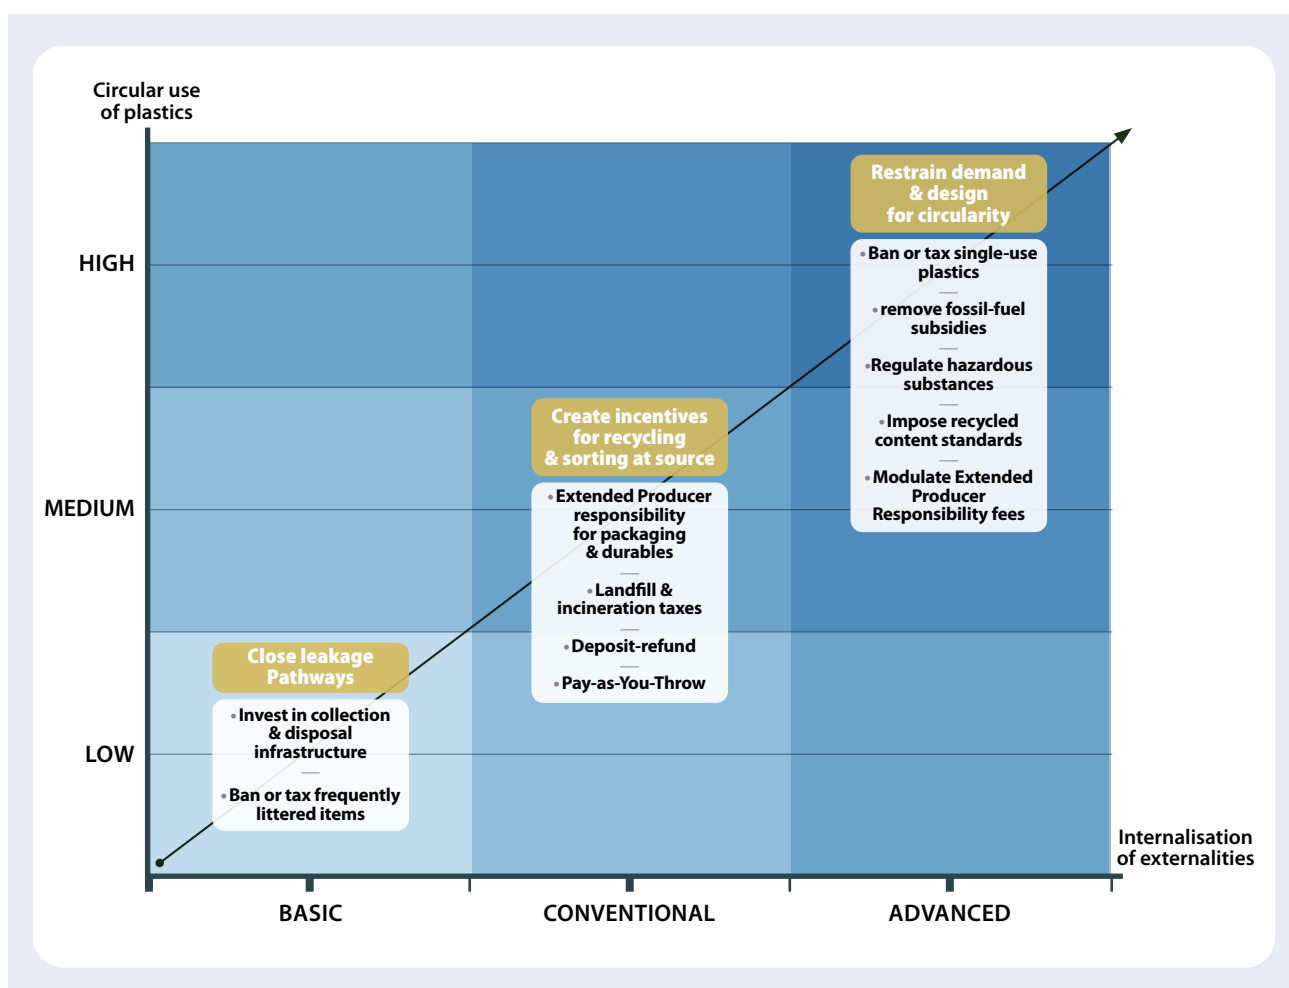 Circular use
of plastics
HIGH
MEDIUM
LOW
Restrain demand
& design
for circularity
• Ban or tax single-use
plastics
• remove fossil-fuel
subsidies
• Regulate hazardous
substances
• Impose recycled
content standards
• Modulate Extended
Producer
Responsibility fees
Create incentives
for recycling
& sorting at source
• Extended Producer
responsibility
for packaging
& durables
• Landfill &
incineration taxes
• Deposit-refund
• Pay-as-You-Throw
Close leakage
Pathways
• Invest in collection
& disposal
infrastructure
• Ban or tax frequently
littered items
Internalisation
of externalities
BASIC
CONVENTIONAL
ADVANCED